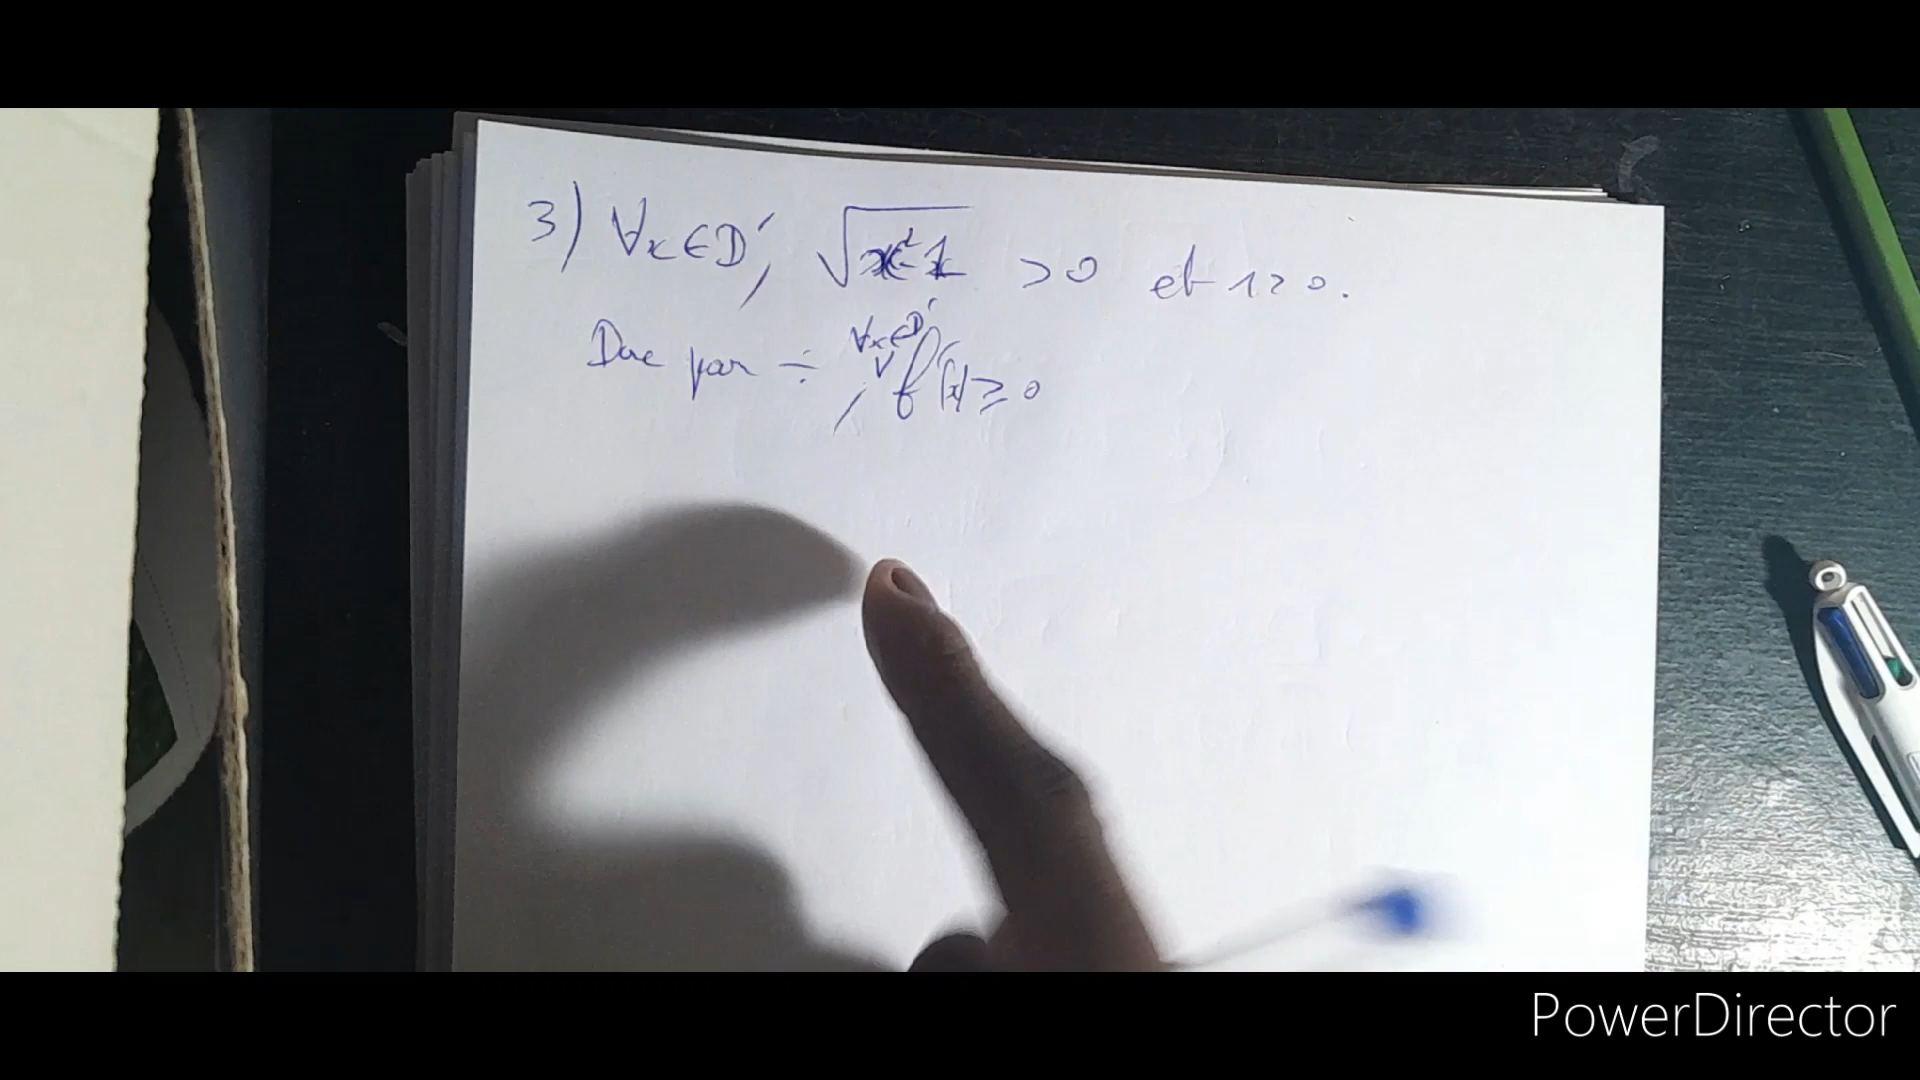 3) ∀x∈D', √x²-1 >0 et 1≥0.
Donc par ÷, ∀x∈D' f'(x)≥0
PowerDirector